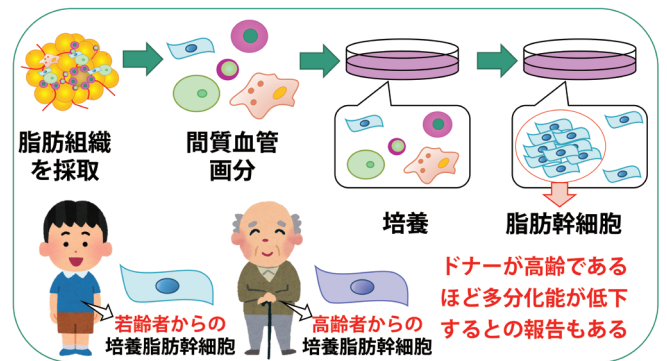 脂肪組織
を採取
間質血管
画分
培養
脂肪幹細胞
若齢者からの
培養脂肪幹細胞
高齢者からの
培養脂肪幹細胞
ドナーが高齢である
ほど多分化能が低下
するとの報告もある